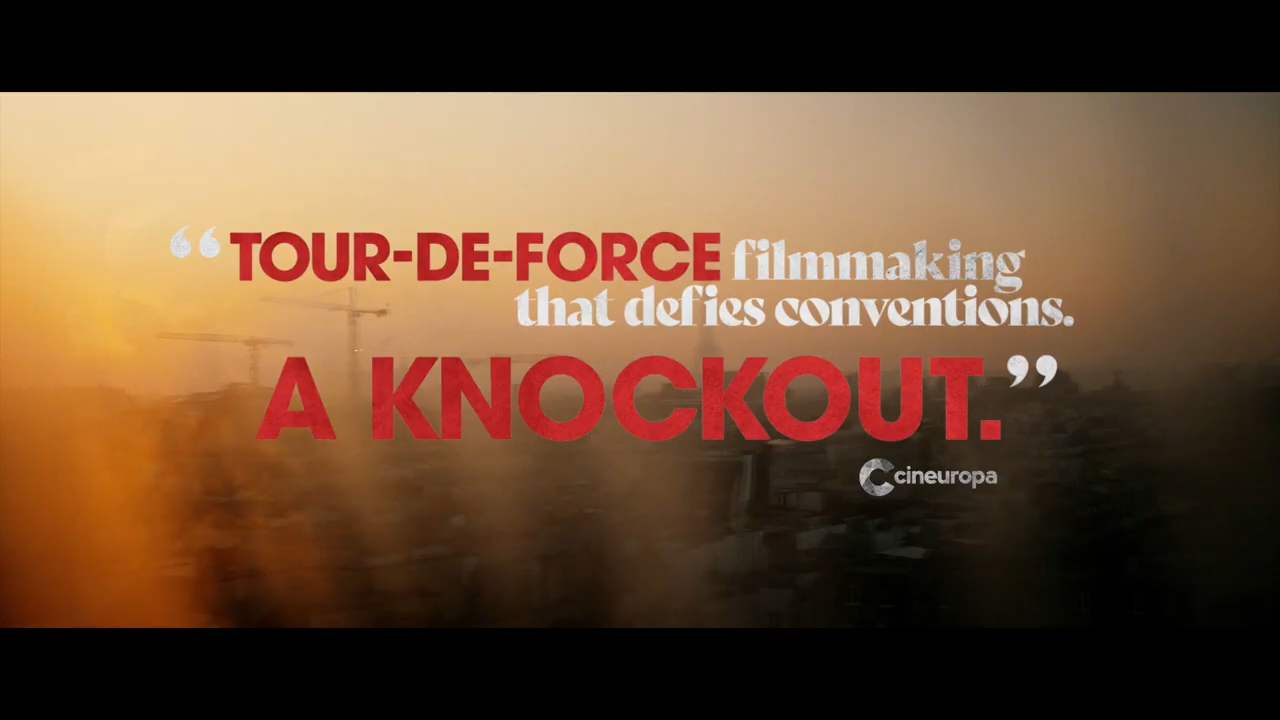 “TOUR-DE-FORCE filmmaking
that defies conventions.
A KNOCKOUT.”
cineuropa